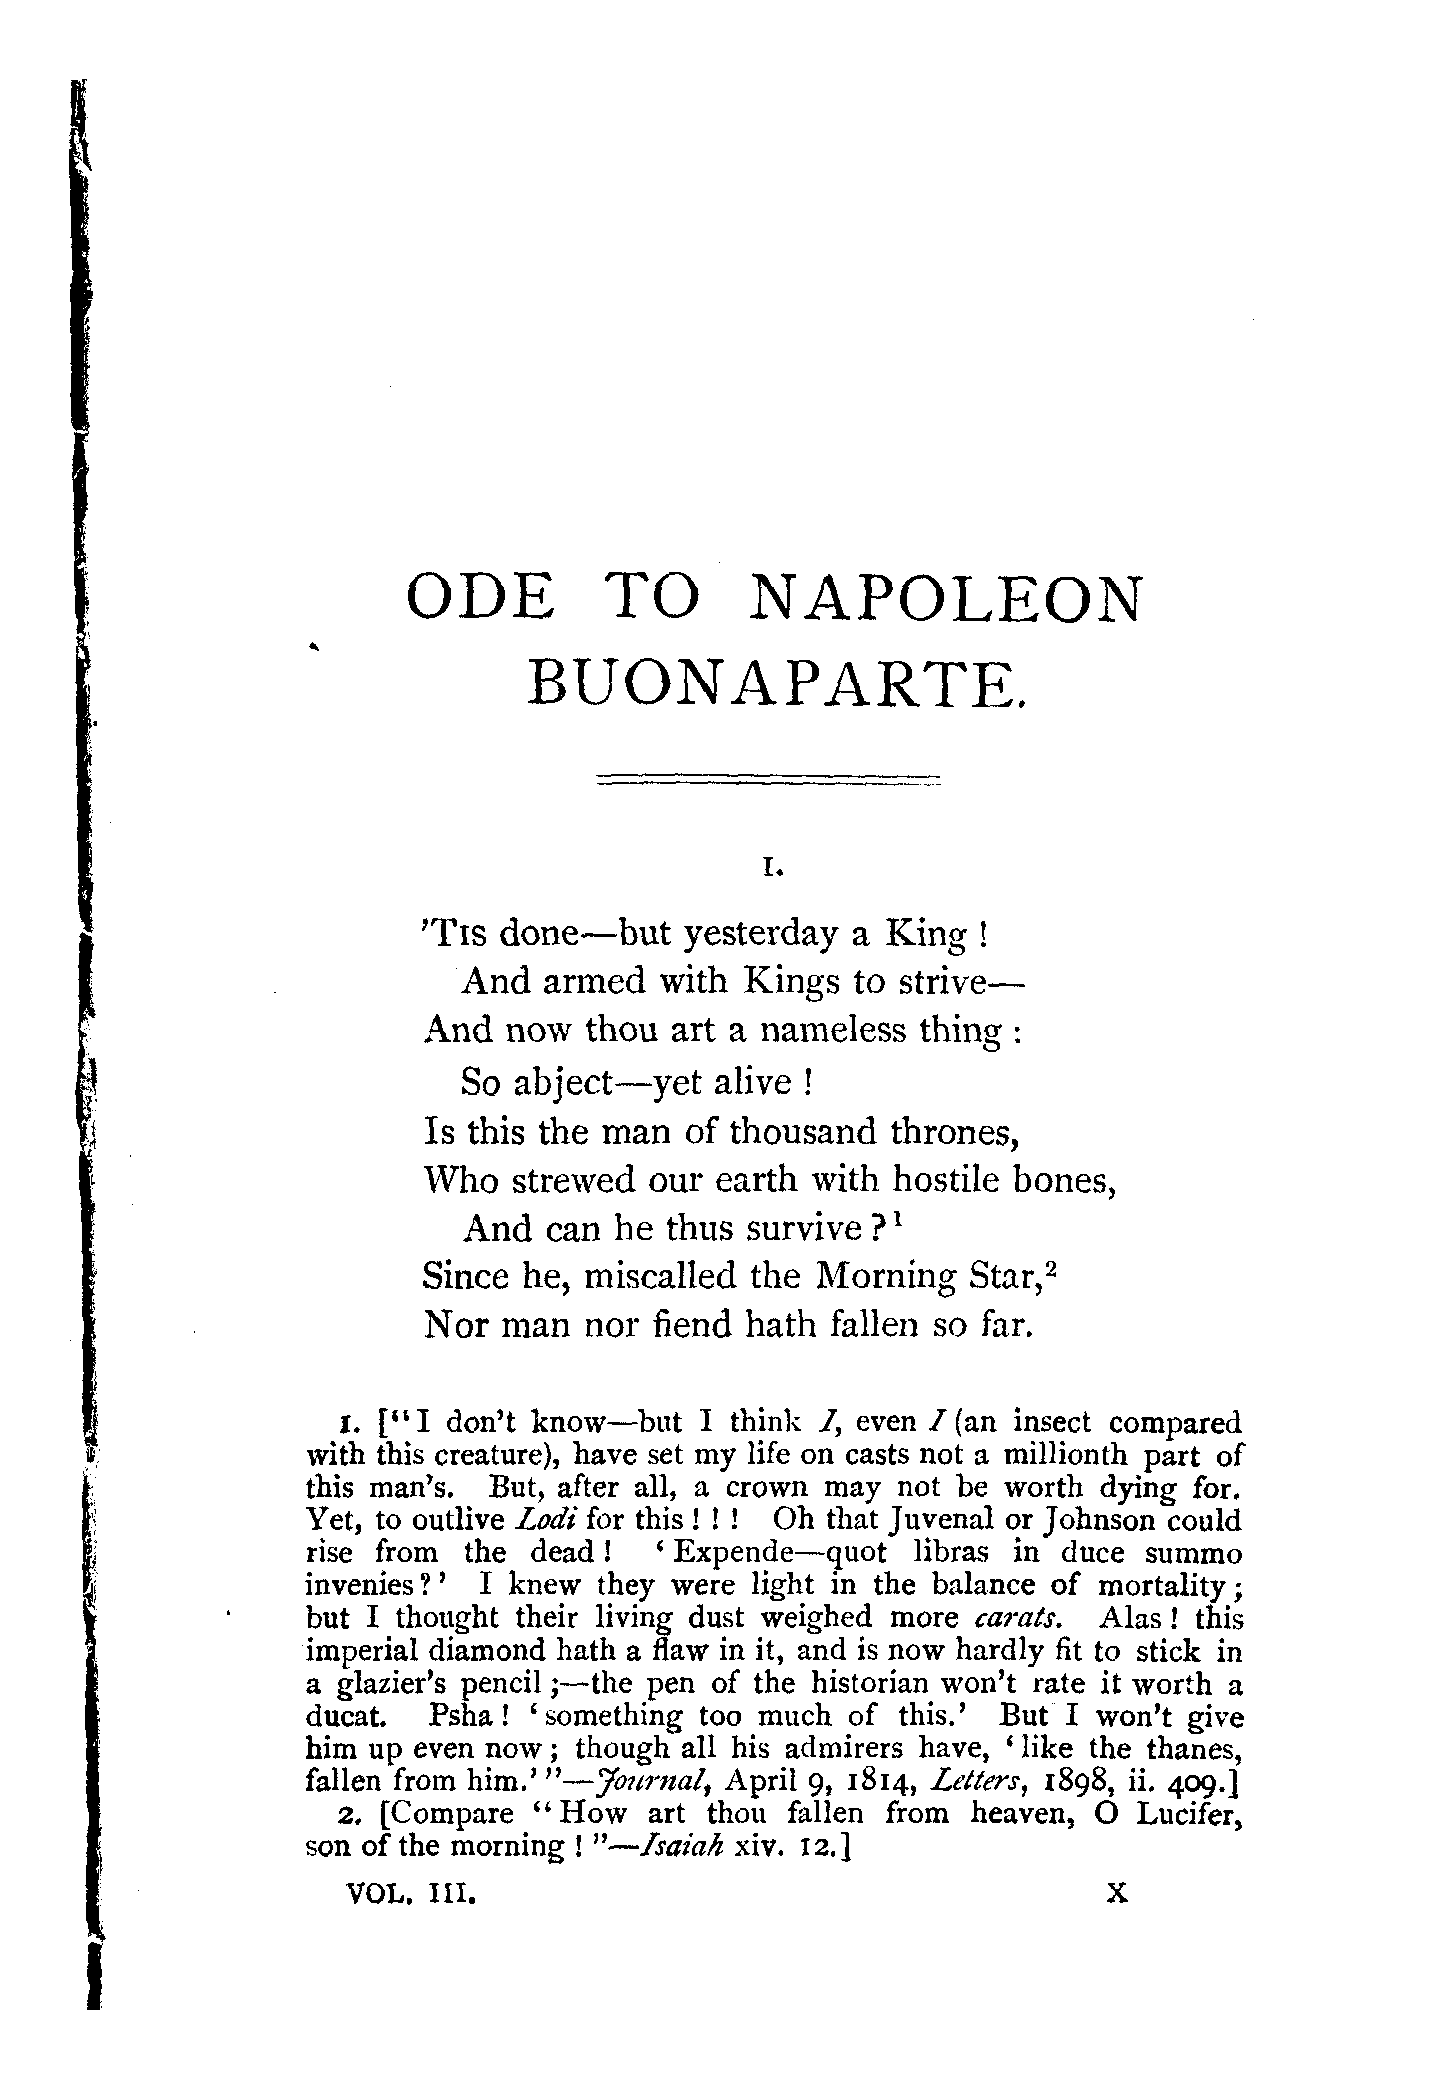 ODE TO NAPOLEON
BUONAPARTE.
I.
’TIS done—but yesterday a King !
And armed with Kings to strive—
And now thou art a nameless thing :
So abject—yet alive !
Is this the man of thousand thrones,
Who strewed our earth with hostile bones,
And can he thus survive ?¹
Since he, miscalled the Morning Star,²
Nor man nor fiend hath fallen so far.
1. [“I don’t know—but I think I, even I (an insect compared
with this creature), have set my life on casts not a millionth part of
this man’s. But, after all, a crown may not be worth dying for.
Yet, to outlive Lodi for this ! ! ! Oh that Juvenal or Johnson could
rise from the dead ! ‘Expende—quot libras in duce summo
invenies ?’ I knew they were light in the balance of mortality ;
but I thought their living dust weighed more carats. Alas ! this
imperial diamond hath a flaw in it, and is now hardly fit to stick in
a glazier’s pencil ;—the pen of the historian won’t rate it worth a
ducat. Psha ! ‘something too much of this.’ But I won’t give
him up even now ; though all his admirers have, ‘like the thanes,
fallen from him.’”—Journal, April 9, 1814, Letters, 1898, ii. 409.]
2. [Compare “How art thou fallen from heaven, O Lucifer,
son of the morning ! ”—Isaiah xiv. 12.]
VOL. III. X